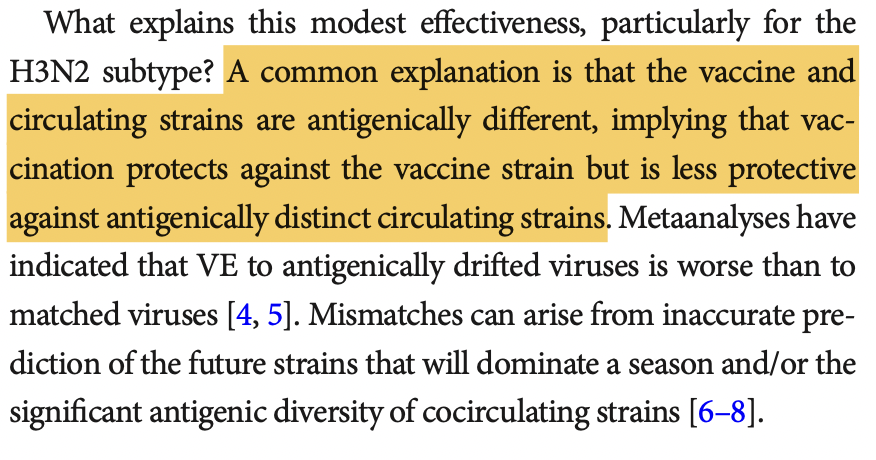 What explains this modest effectiveness, particularly for the
H3N2 subtype? A common explanation is that the vaccine and
circulating strains are antigenically different, implying that vac-
cination protects against the vaccine strain but is less protective
against antigenically distinct circulating strains. Metaanalyses have
indicated that VE to antigenically drifted viruses is worse than to
matched viruses [4, 5]. Mismatches can arise from inaccurate pre-
diction of the future strains that will dominate a season and/or the
significant antigenic diversity of cocirculating strains [6–8].